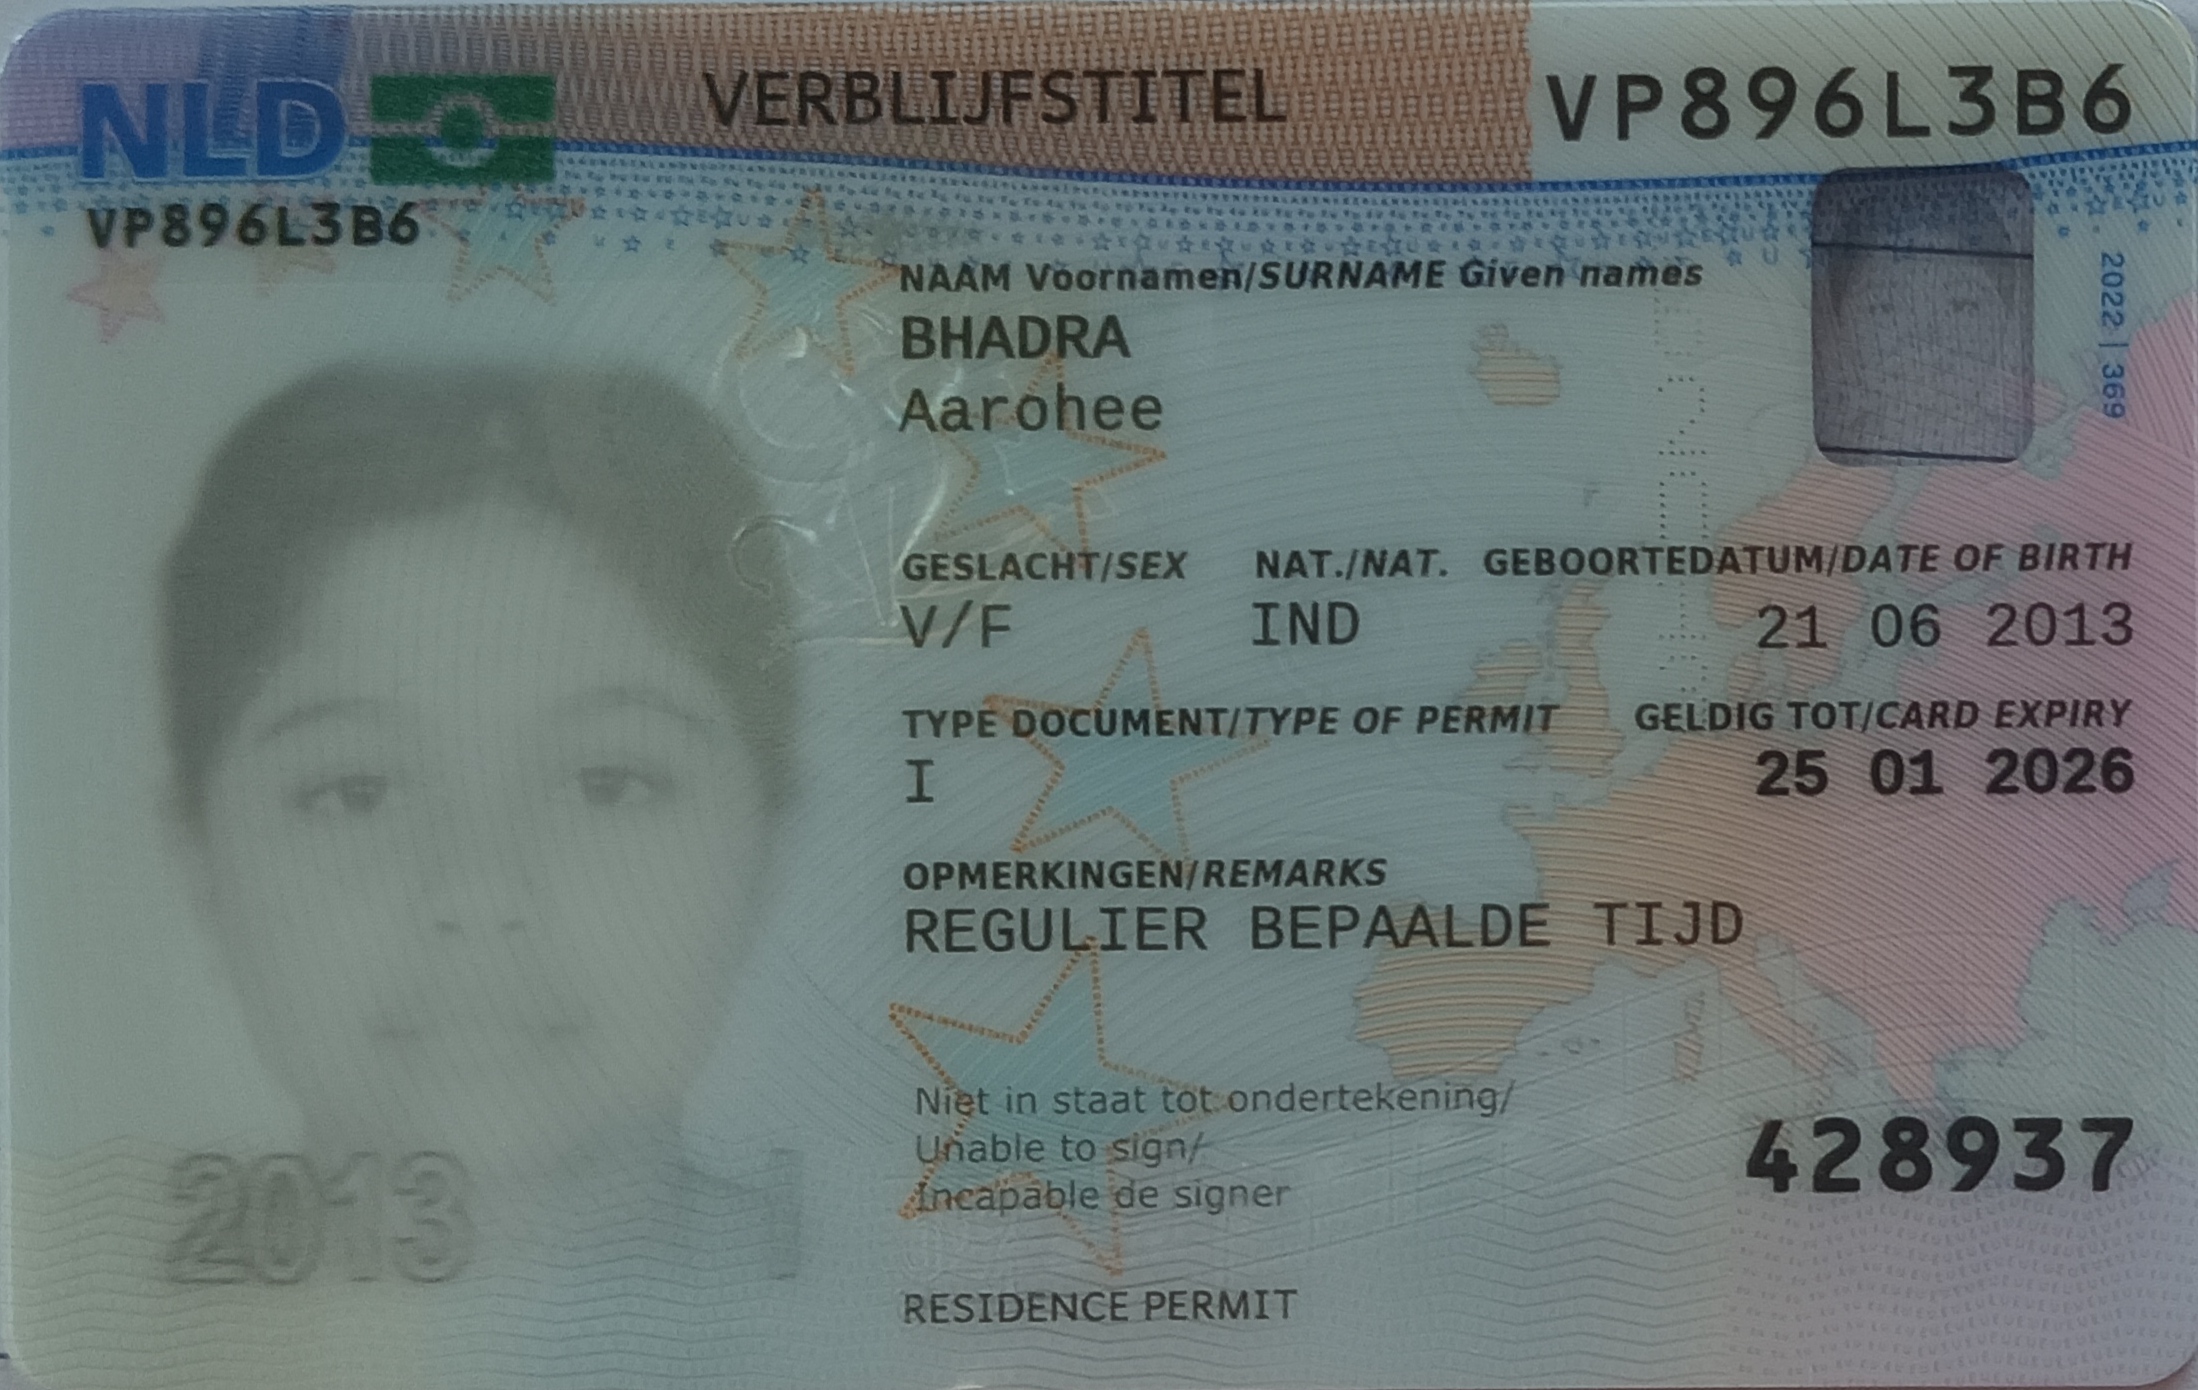 NLD
VERBLIJFSTITEL
VP896L3B6
VP896L3B6
2022 | 369
NAAM Voornamen/SURNAME Given names
BHADRA
Aarohee
GESLACHT/SEX NAT./NAT. GEBOORTEDATUM/DATE OF BIRTH
V/F IND 21 06 2013
TYPE DOCUMENT/TYPE OF PERMIT GELDIG TOT/CARD EXPIRY
I 25 01 2026
OPMERKINGEN/REMARKS
REGULIER BEPAALDE TIJD
Niet in staat tot ondertekening/
Unable to sign/
Incapable de signer
428937
2013
RESIDENCE PERMIT